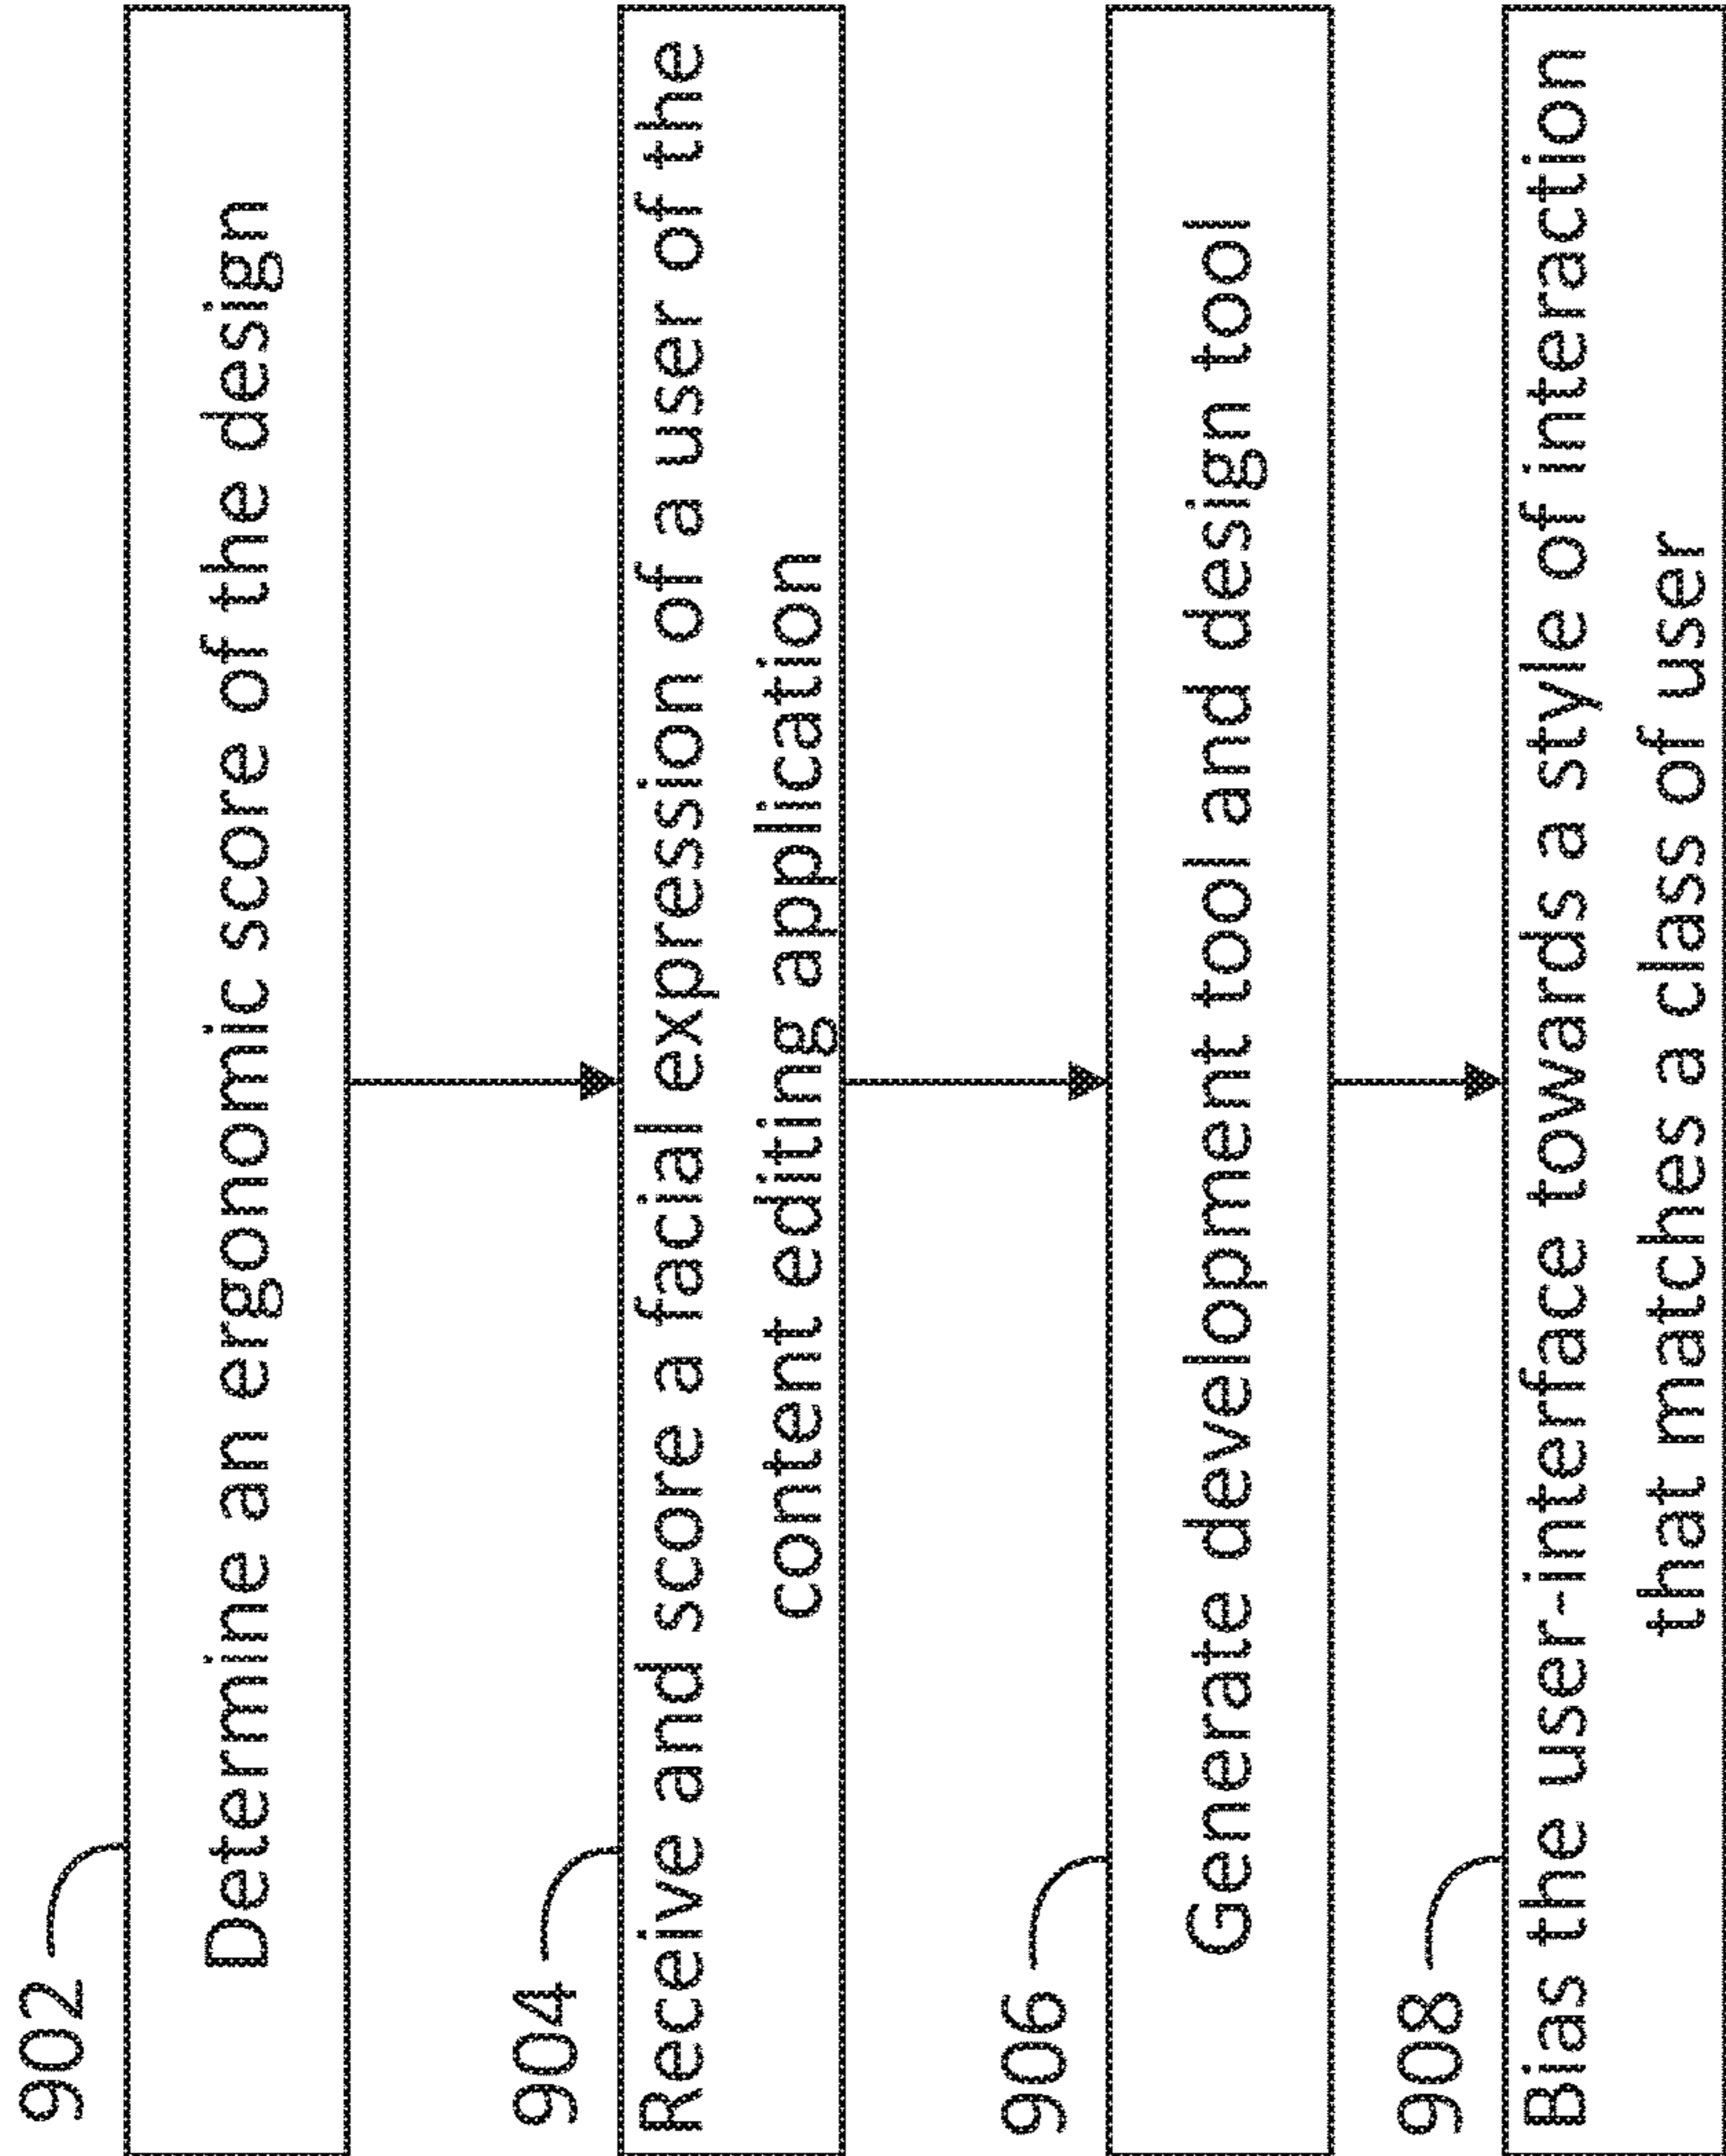 902
Determine an ergonomic score of the design
904
Receive and score a facial expression of a user of the
content editing application
906
Generate development tool and design tool
908
Bias the user-interface towards a style of interaction
that matches a class of user